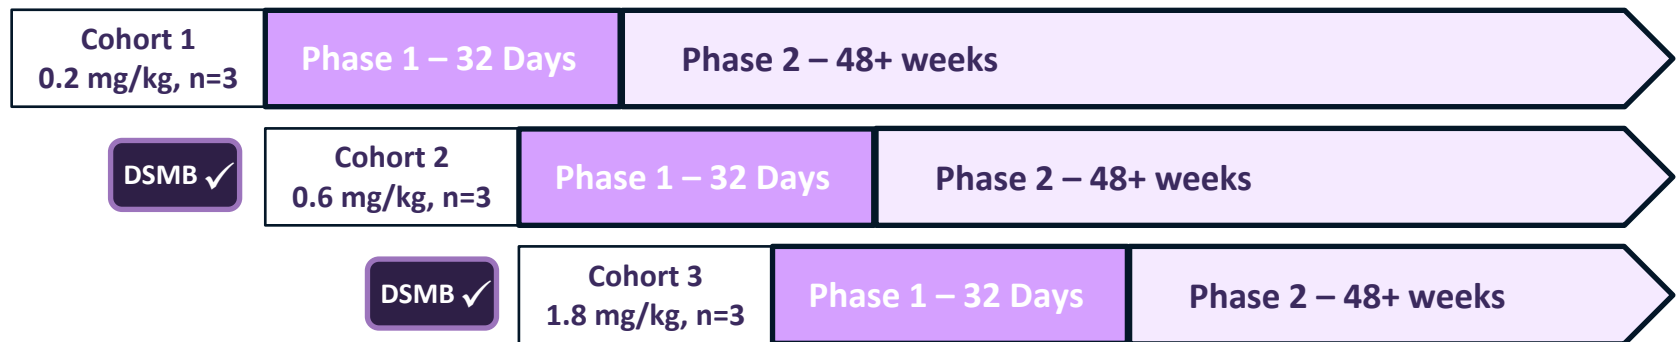 Cohort 1
0.2 mg/kg, n=3
Phase 1 – 32 Days
Phase 2 – 48+ weeks
DSMB ✓
Cohort 2
0.6 mg/kg, n=3
Phase 1 – 32 Days
Phase 2 – 48+ weeks
DSMB ✓
Cohort 3
1.8 mg/kg, n=3
Phase 1 – 32 Days
Phase 2 – 48+ weeks